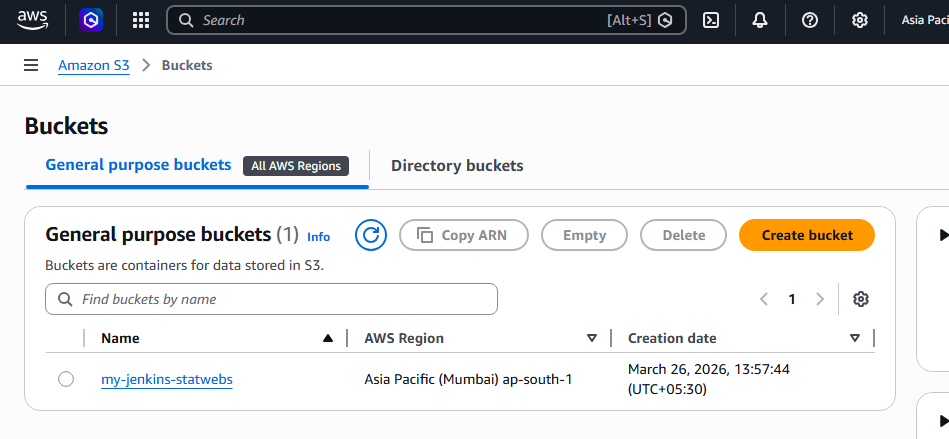 aws
Search [Alt+S] Asia Paci
Amazon S3 Buckets
Buckets
General purpose buckets All AWS Regions Directory buckets
General purpose buckets (1) Info Copy ARN Empty Delete Create bucket
Buckets are containers for data stored in S3.
Find buckets by name 1
Name AWS Region Creation date
my-jenkins-statwebs Asia Pacific (Mumbai) ap-south-1 March 26, 2026, 13:57:44
(UTC+05:30)